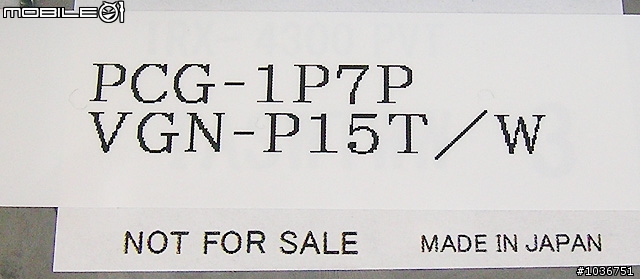 MOBILE01
PCG-1P7P
VGN-P15T/W
NOT FOR SALE MADE IN JAPAN
#1036751